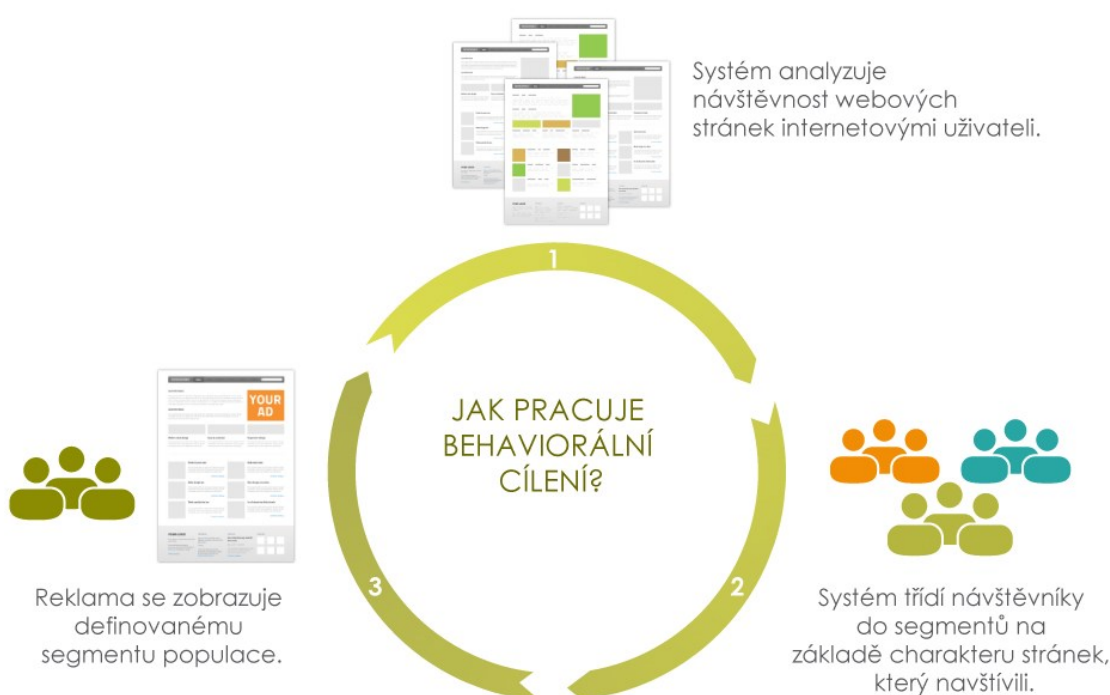 Systém analyzuje
návštěvnost webových
stránek internetovými uživateli.
1
JAK PRACUJE
BEHAVIORÁLNÍ
CÍLENÍ?
2
Systém třídí návštěvníky
do segmentů na
základě charakteru stránek,
který navštívili.
3
YOUR
AD
Reklama se zobrazuje
definovanému
segmentu populace.